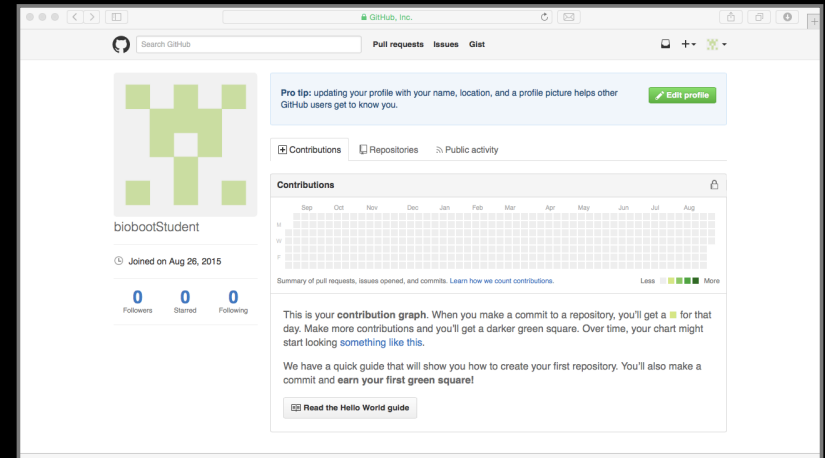 GitHub, Inc.
Search GitHub
Pull requests Issues Gist
Pro tip: updating your profile with your name, location, and a profile picture helps other
GitHub users get to know you.
Edit profile
Contributions Repositories Public activity
Contributions
Sep Oct Nov Dec Jan Feb Mar Apr May Jun Jul Aug
M
W
F
Summary of pull requests, issues opened, and commits. Learn how we count contributions. Less More
biobootStudent
Joined on Aug 26, 2015
0 0 0
Followers Starred Following
This is your contribution graph. When you make a commit to a repository, you'll get a for that
day. Make more contributions and you'll get a darker green square. Over time, your chart might
start looking something like this.
We have a quick guide that will show you how to create your first repository. You'll also make a
commit and earn your first green square!
Read the Hello World guide